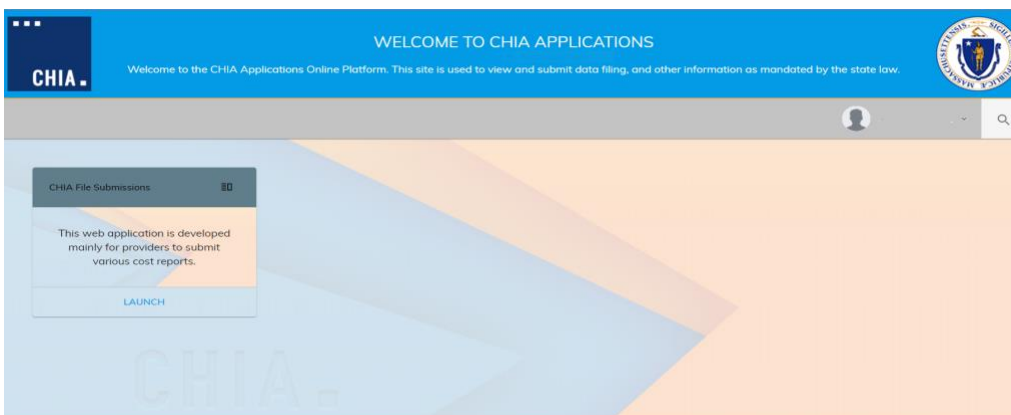 WELCOME TO CHIA APPLICATIONS
CHIA.
Welcome to the CHIA Applications Online Platform. This site is used to view and submit data filing, and other information as mandated by the state law.
CHIA File Submissions
This web application is developed
mainly for providers to submit
various cost reports.
LAUNCH
CHIA.